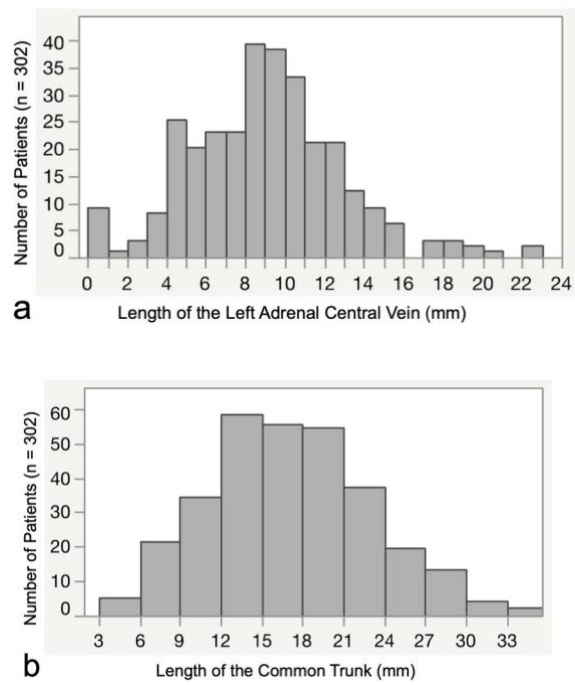 Number of Patients (n = 302)
40
35
30
25
20
15
10
5
0
0 2 4 6 8 10 12 14 16 18 20 22 24
a
Length of the Left Adrenal Central Vein (mm)
Number of Patients (n = 302)
60
50
40
30
20
10
0
3 6 9 12 15 18 21 24 27 30 33
b
Length of the Common Trunk (mm)